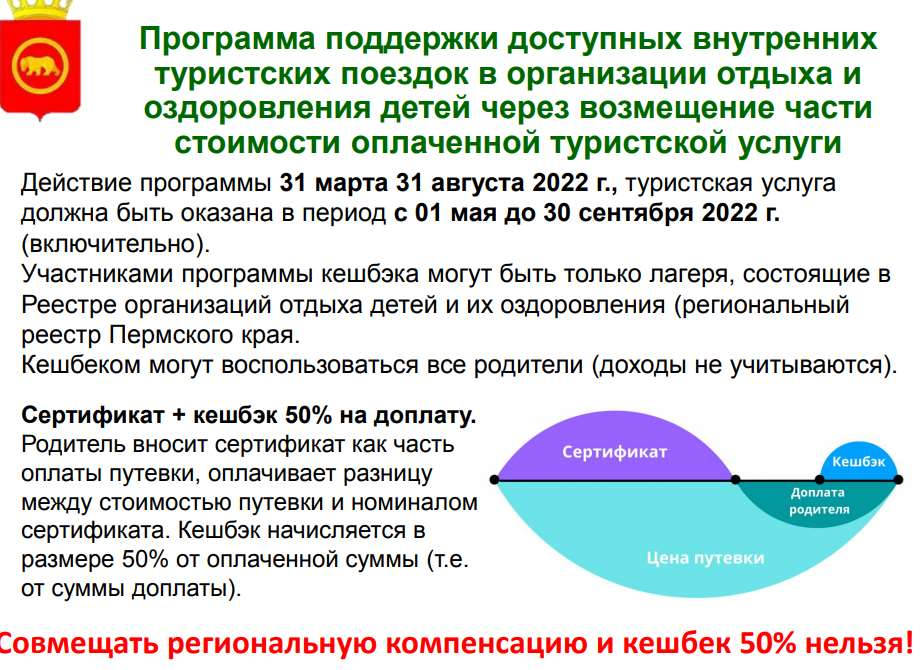 Программа поддержки доступных внутренних
туристских поездок в организации отдыха и
оздоровления детей через возмещение части
стоимости оплаченной туристской услуги
Действие программы 31 марта 31 августа 2022 г., туристская услуга
должна быть оказана в период с 01 мая до 30 сентября 2022 г.
(включительно).
Участниками программы кешбэка могут быть только лагеря, состоящие в
Реестре организаций отдыха детей и их оздоровления (региональный
реестр Пермского края.
Кешбеком могут воспользоваться все родители (доходы не учитываются).
Сертификат + кешбэк 50% на доплату.
Родитель вносит сертификат как часть
оплаты путевки, оплачивает разницу
между стоимостью путевки и номиналом
сертификата. Кешбэк начисляется в
размере 50% от оплаченной суммы (т.е.
от суммы доплаты).
Сертификат
Кешбэк
Доплата
родителя
Цена путевки
Совмещать региональную компенсацию и кешбек 50% нельзя!